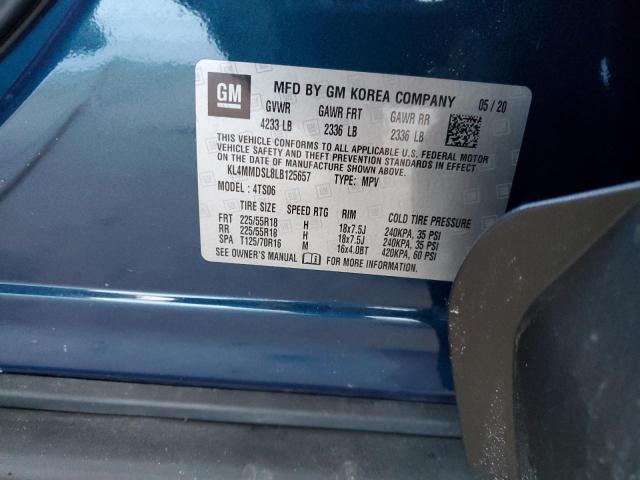 GM
MFD BY GM KOREA COMPANY 05/20
GVWR GAWR FRT GAWR RR
4233 LB 2336 LB 2336 LB
THIS VEHICLE CONFORMS TO ALL APPLICABLE U.S. FEDERAL MOTOR
VEHICLE SAFETY AND THEFT PREVENTION STANDARDS IN EFFECT
ON THE DATE OF MANUFACTURE SHOWN ABOVE.
KL4MMDSL8LB125657 TYPE: MPV
MODEL: 4TS06
TIRE SIZE SPEED RTG RIM COLD TIRE PRESSURE
FRT 225/55R18 H 18x7.5J 240KPA, 35 PSI
RR 225/55R18 H 18x7.5J 240KPA, 35 PSI
SPA T125/70R16 M 16x4.0BT 420KPA, 60 PSI
SEE OWNER'S MANUAL FOR MORE INFORMATION